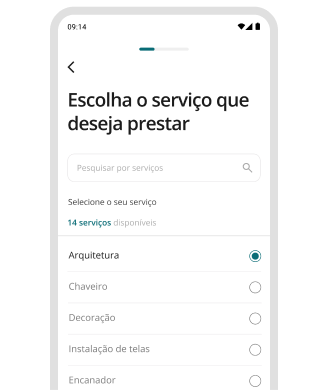 09:14
Escolha o serviço que
deseja prestar
Pesquisar por serviços
Selecione o seu serviço
14 serviços disponíveis
Arquitetura
Chaveiro
Decoração
Instalação de telas
Encanador